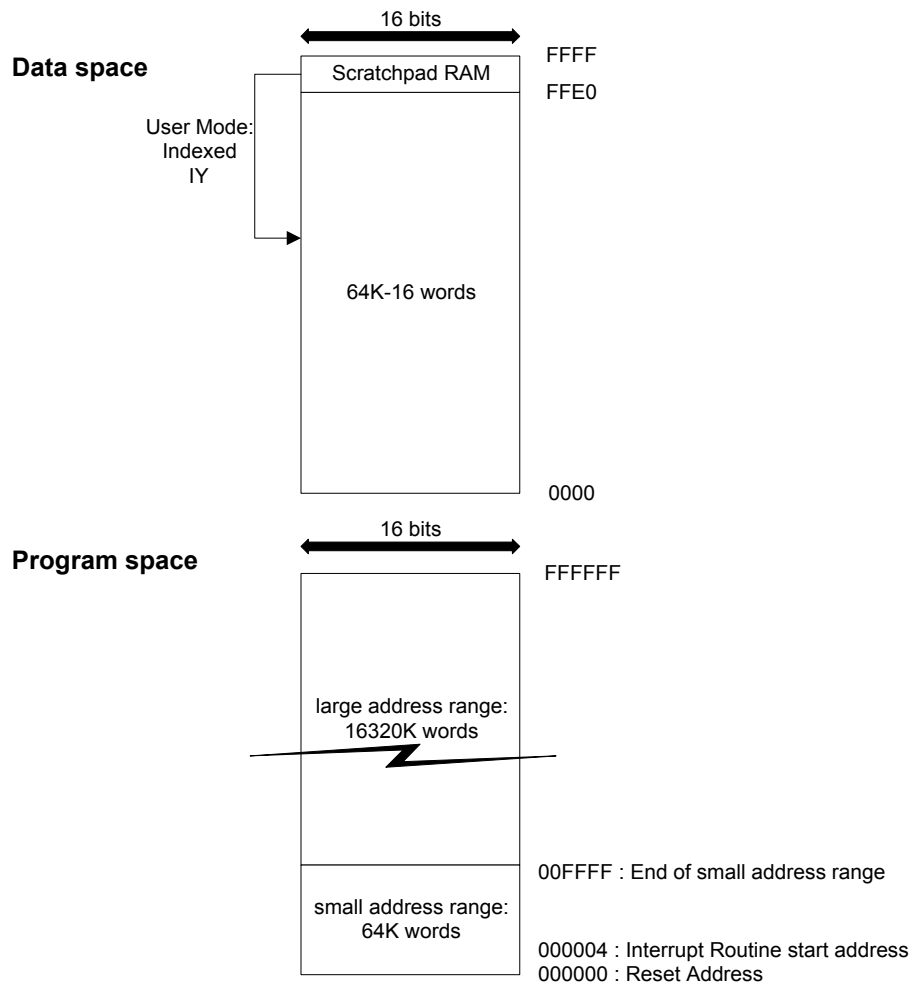 16 bits
Data space
FFFF
Scratchpad RAM
FFE0
User Mode:
Indexed
IY
64K-16 words
0000
16 bits
Program space
FFFFFF
large address range:
16320K words
00FFFF : End of small address range
small address range:
64K words
000004 : Interrupt Routine start address
000000 : Reset Address